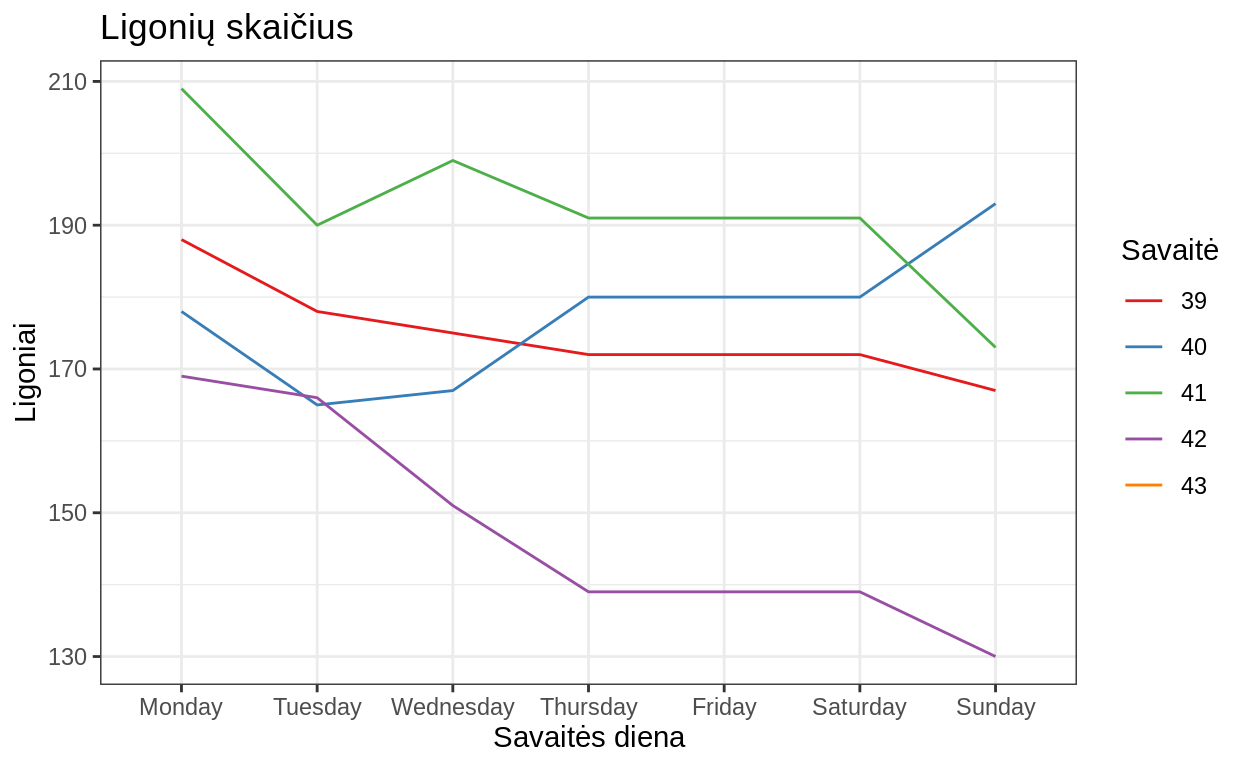 Ligonių skaičius
210
190
170
150
130
Ligoniai
Monday Tuesday Wednesday Thursday Friday Saturday Sunday
Savaitės diena
Savaitė
39
40
41
42
43